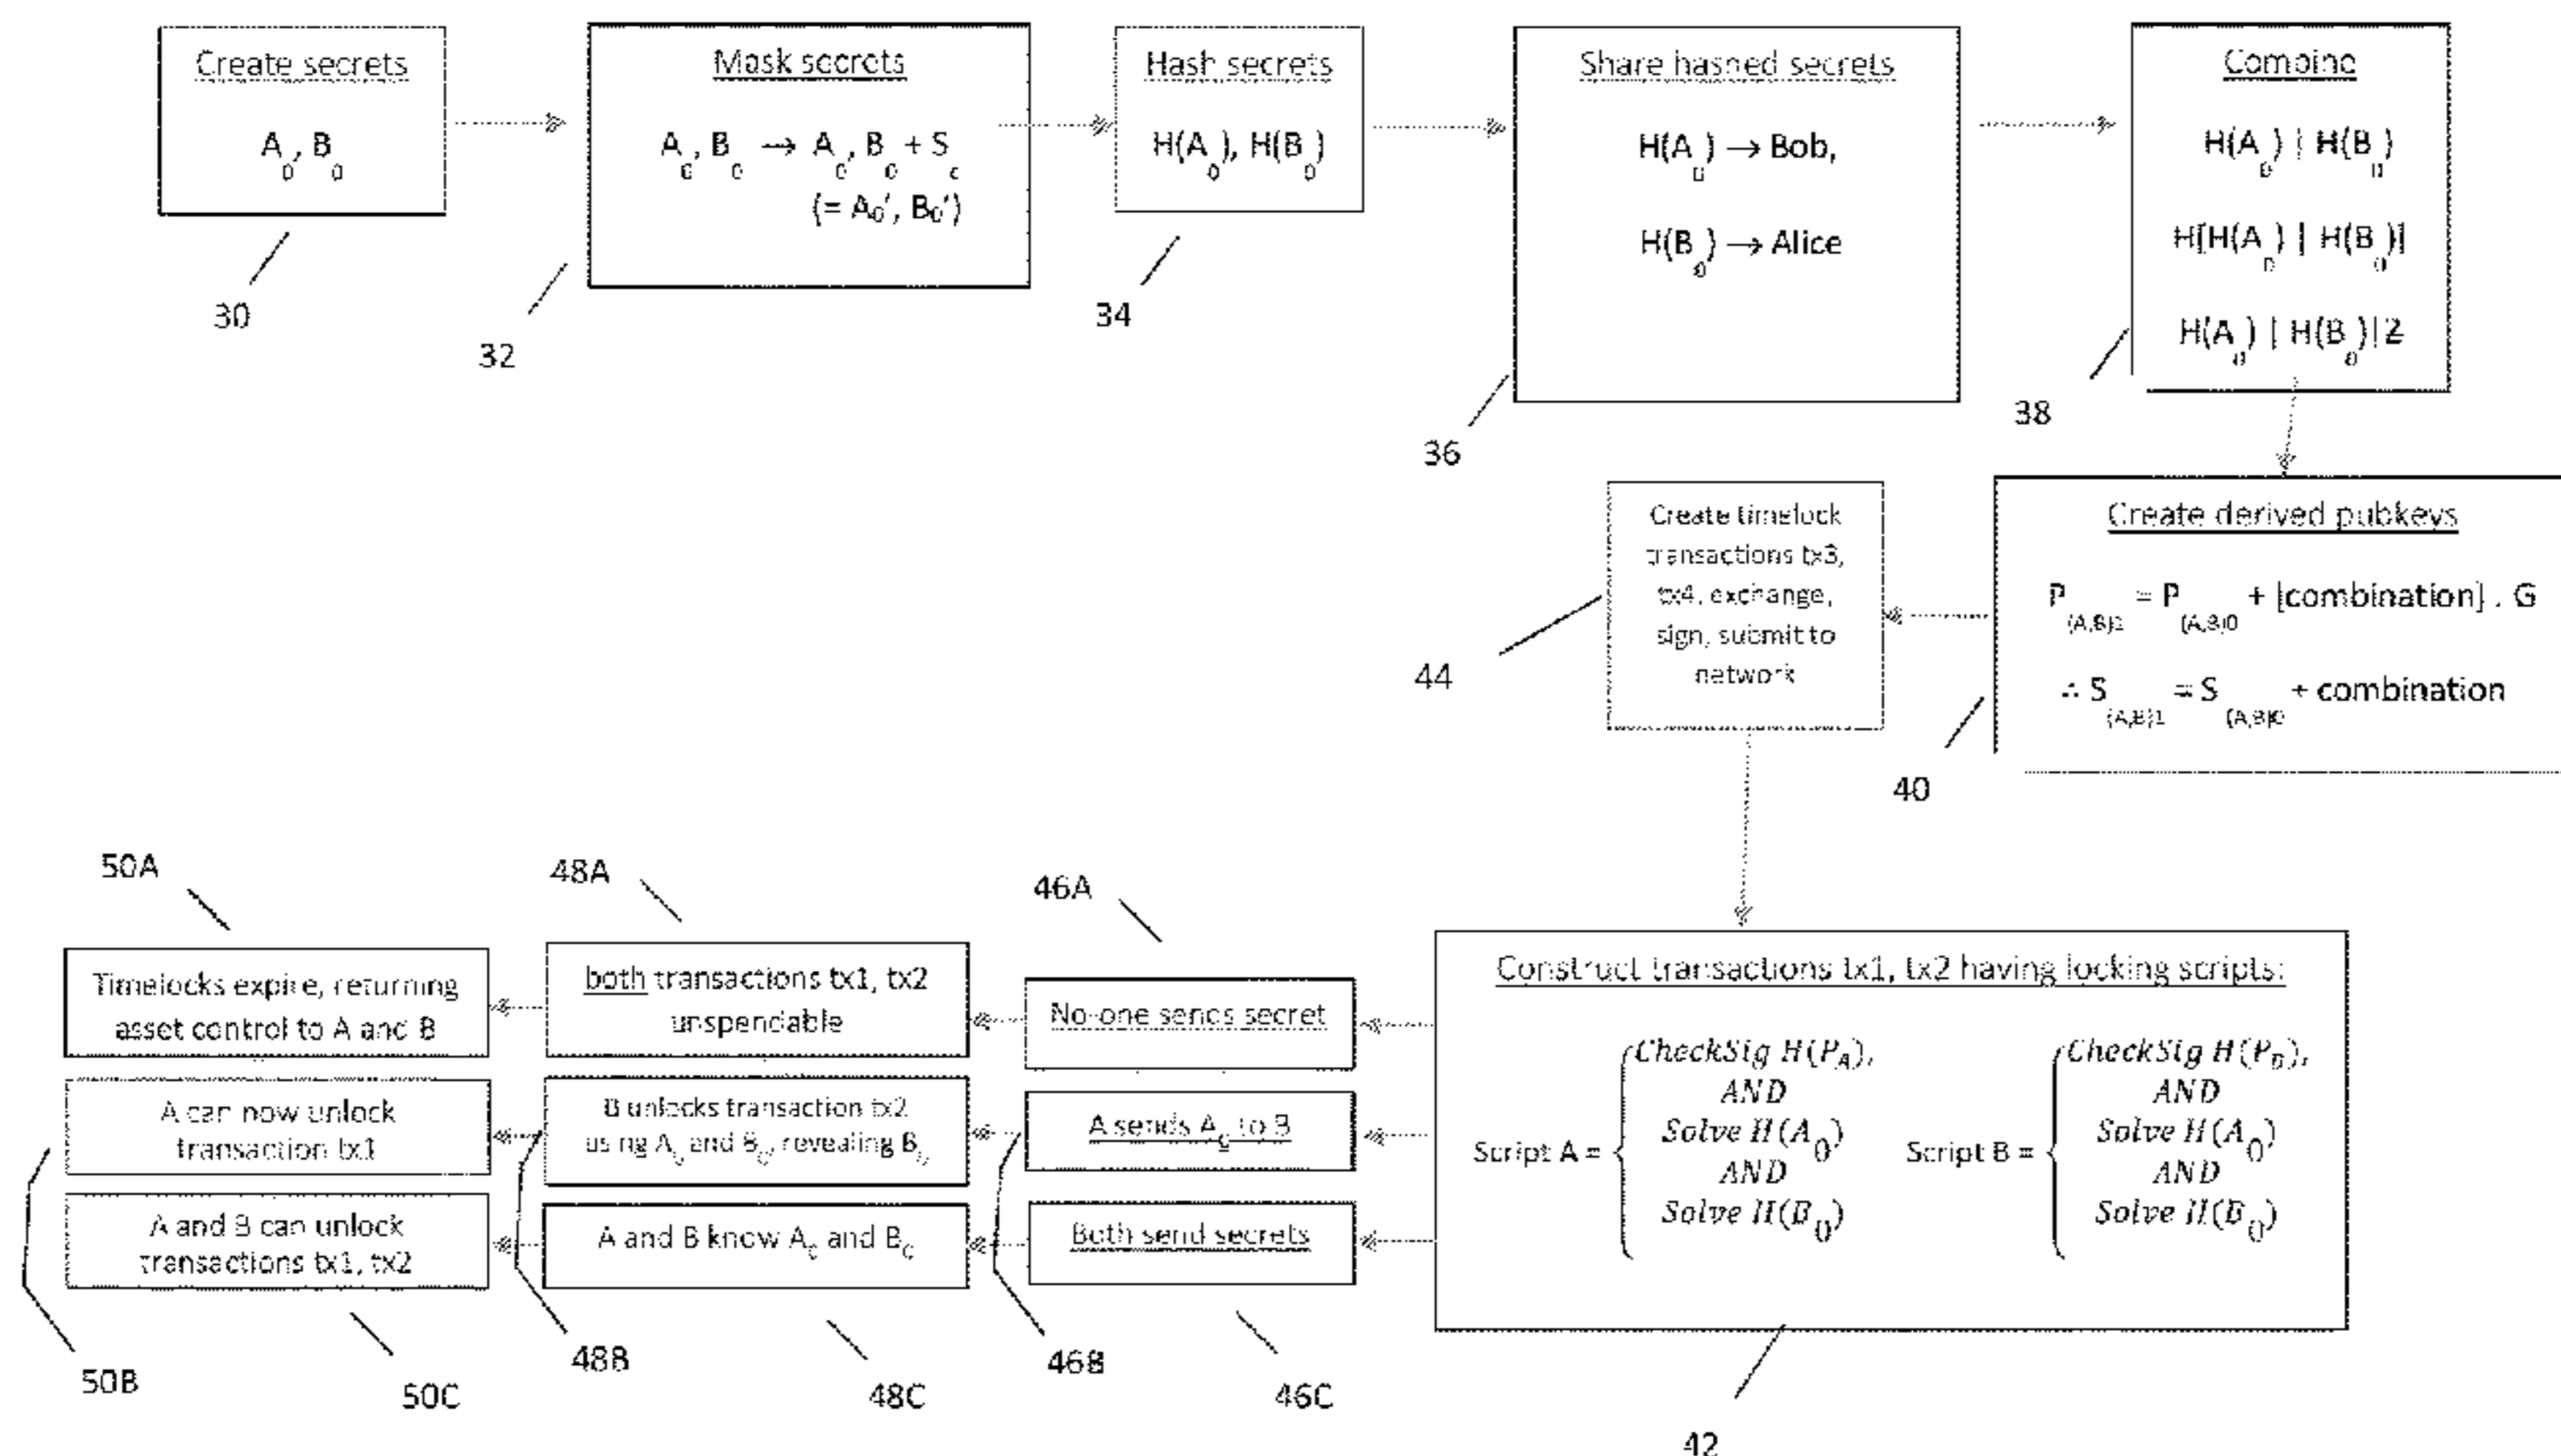 Create secrets
A0, B0
30
Mask secrets
A0, B0 → A0, B0 + Sc
(= A0', B0')
32
Hash secrets
H(A0), H(B0)
34
Share hashed secrets
H(A0) → Bob,
H(B0) → Alice
36
Combine
H(A0) | H(B0)
H[H(A0) | H(B0)]
H(A0) | H(B0)|Z
38
Create derived pubkeys
P(A,B)1 = P(A,B)0 + [combination] . G
∴ S(A,B)1 = S(A,B)0 + combination
40
Create timelock
transactions tx3,
tx4, exchange,
sign, submit to
network
44
Construct transactions tx1, tx2 having locking scripts:
Script A = { CheckSig H(PA),
AND
Solve H(A0)
AND
Solve H(B0)
Script B = { CheckSig H(PB),
AND
Solve H(A0)
AND
Solve H(B0)
42
46A
No-one sends secret
A sends A0 to B
Both send secrets
46B
46C
48A
both transactions tx1, tx2
unspendable
B unlocks transaction tx2
using A0 and B0, revealing B0
A and B know A0 and B0
48B
48C
50A
Timelocks expire, returning
asset control to A and B
A can now unlock
transaction tx1
A and B can unlock
transactions tx1, tx2
50B
50C